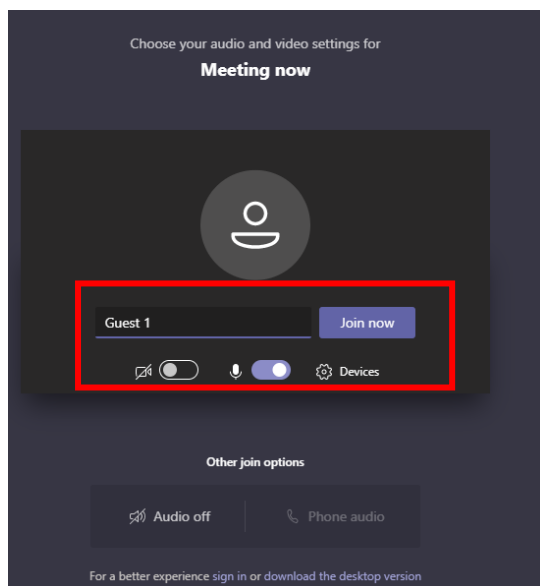 Choose your audio and video settings for
Meeting now
Guest 1
Join now
Devices
Other join options
Audio off
Phone audio
For a better experience sign in or download the desktop version